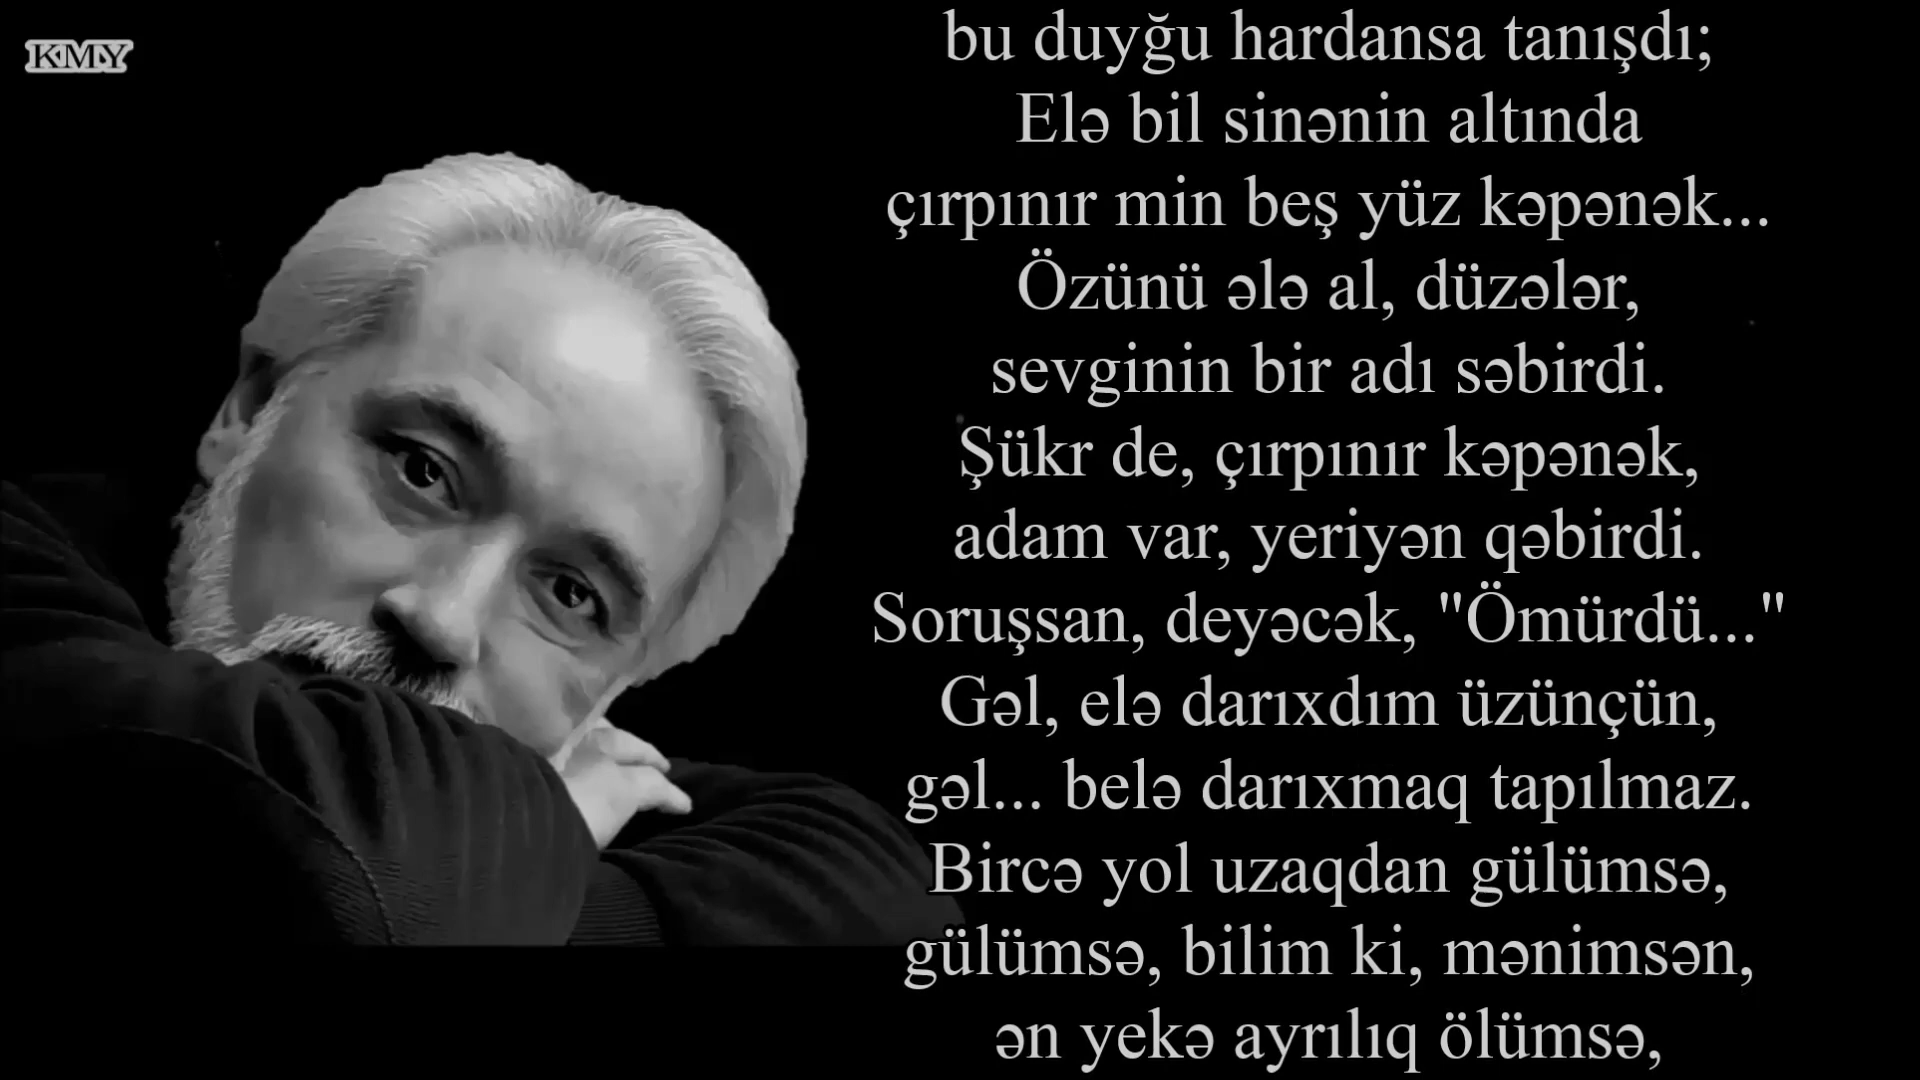 KMY
bu duyğu hardansa tanışdı;
Elə bil sinənin altında
çırpınır min beş yüz kəpənək...
Özünü ələ al, düzələr,
sevginin bir adı səbirdi.
Şükr de, çırpınır kəpənək,
adam var, yeriyən qəbirdi.
Soruşsan, deyəcək, "Ömürdü..."
Gəl, elə darıxdım üzünçün,
gəl... belə darıxmaq tapılmaz.
Bircə yol uzaqdan gülümsə,
gülümsə, bilim ki, mənimsən,
ən yekə ayrılıq ölümsə,